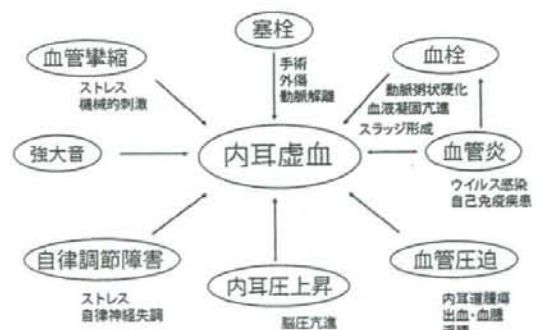 塞栓
血管攣縮
血栓
手術
外傷
動脈解離
ストレス
機械的刺激
動脈粥状硬化
血液凝固亢進
スラッジ形成
強大音
内耳虚血
血管炎
ウイルス感染
自己免疫疾患
自律調節障害
内耳圧上昇
血管圧迫
ストレス
自律神経失調
脳圧亢進
内耳道腫瘍
出血・血腫